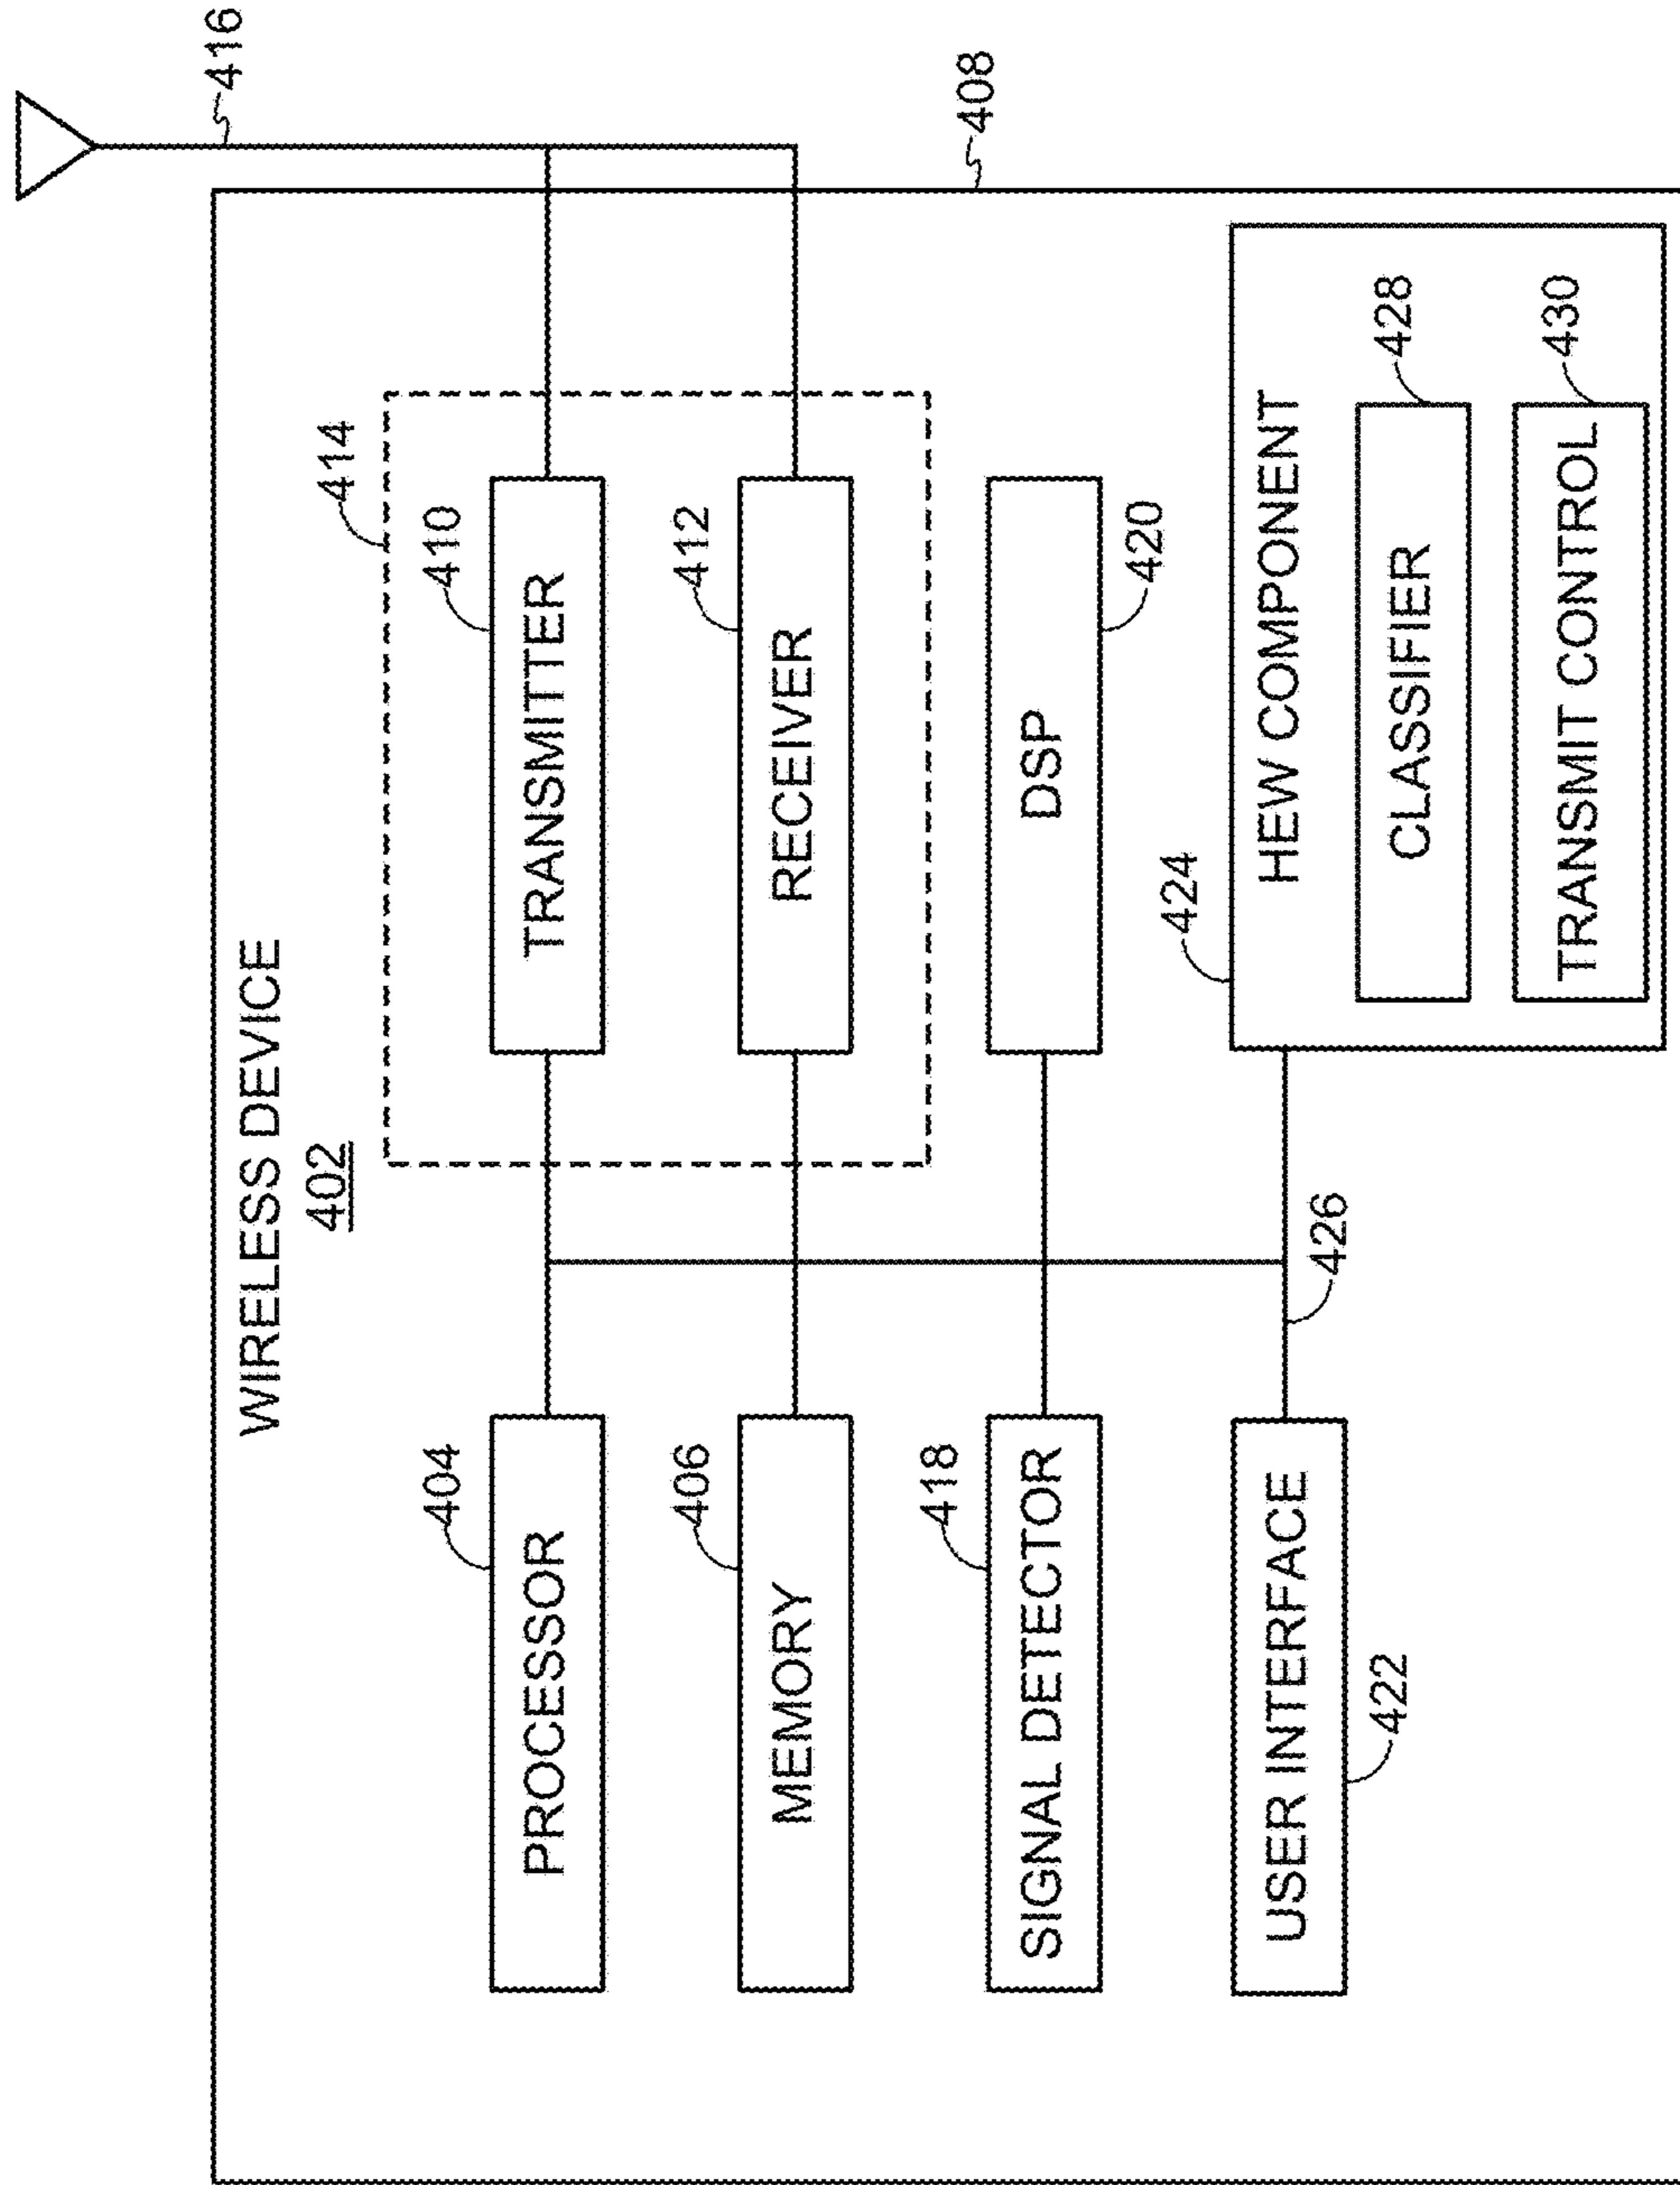 WIRELESS DEVICE
402
416
408
414
404
PROCESSOR
410
TRANSMITTER
406
MEMORY
412
RECEIVER
418
SIGNAL DETECTOR
DSP
420
USER INTERFACE
422
426
424
HEW COMPONENT
CLASSIFIER
428
TRANSMIT CONTROL
430